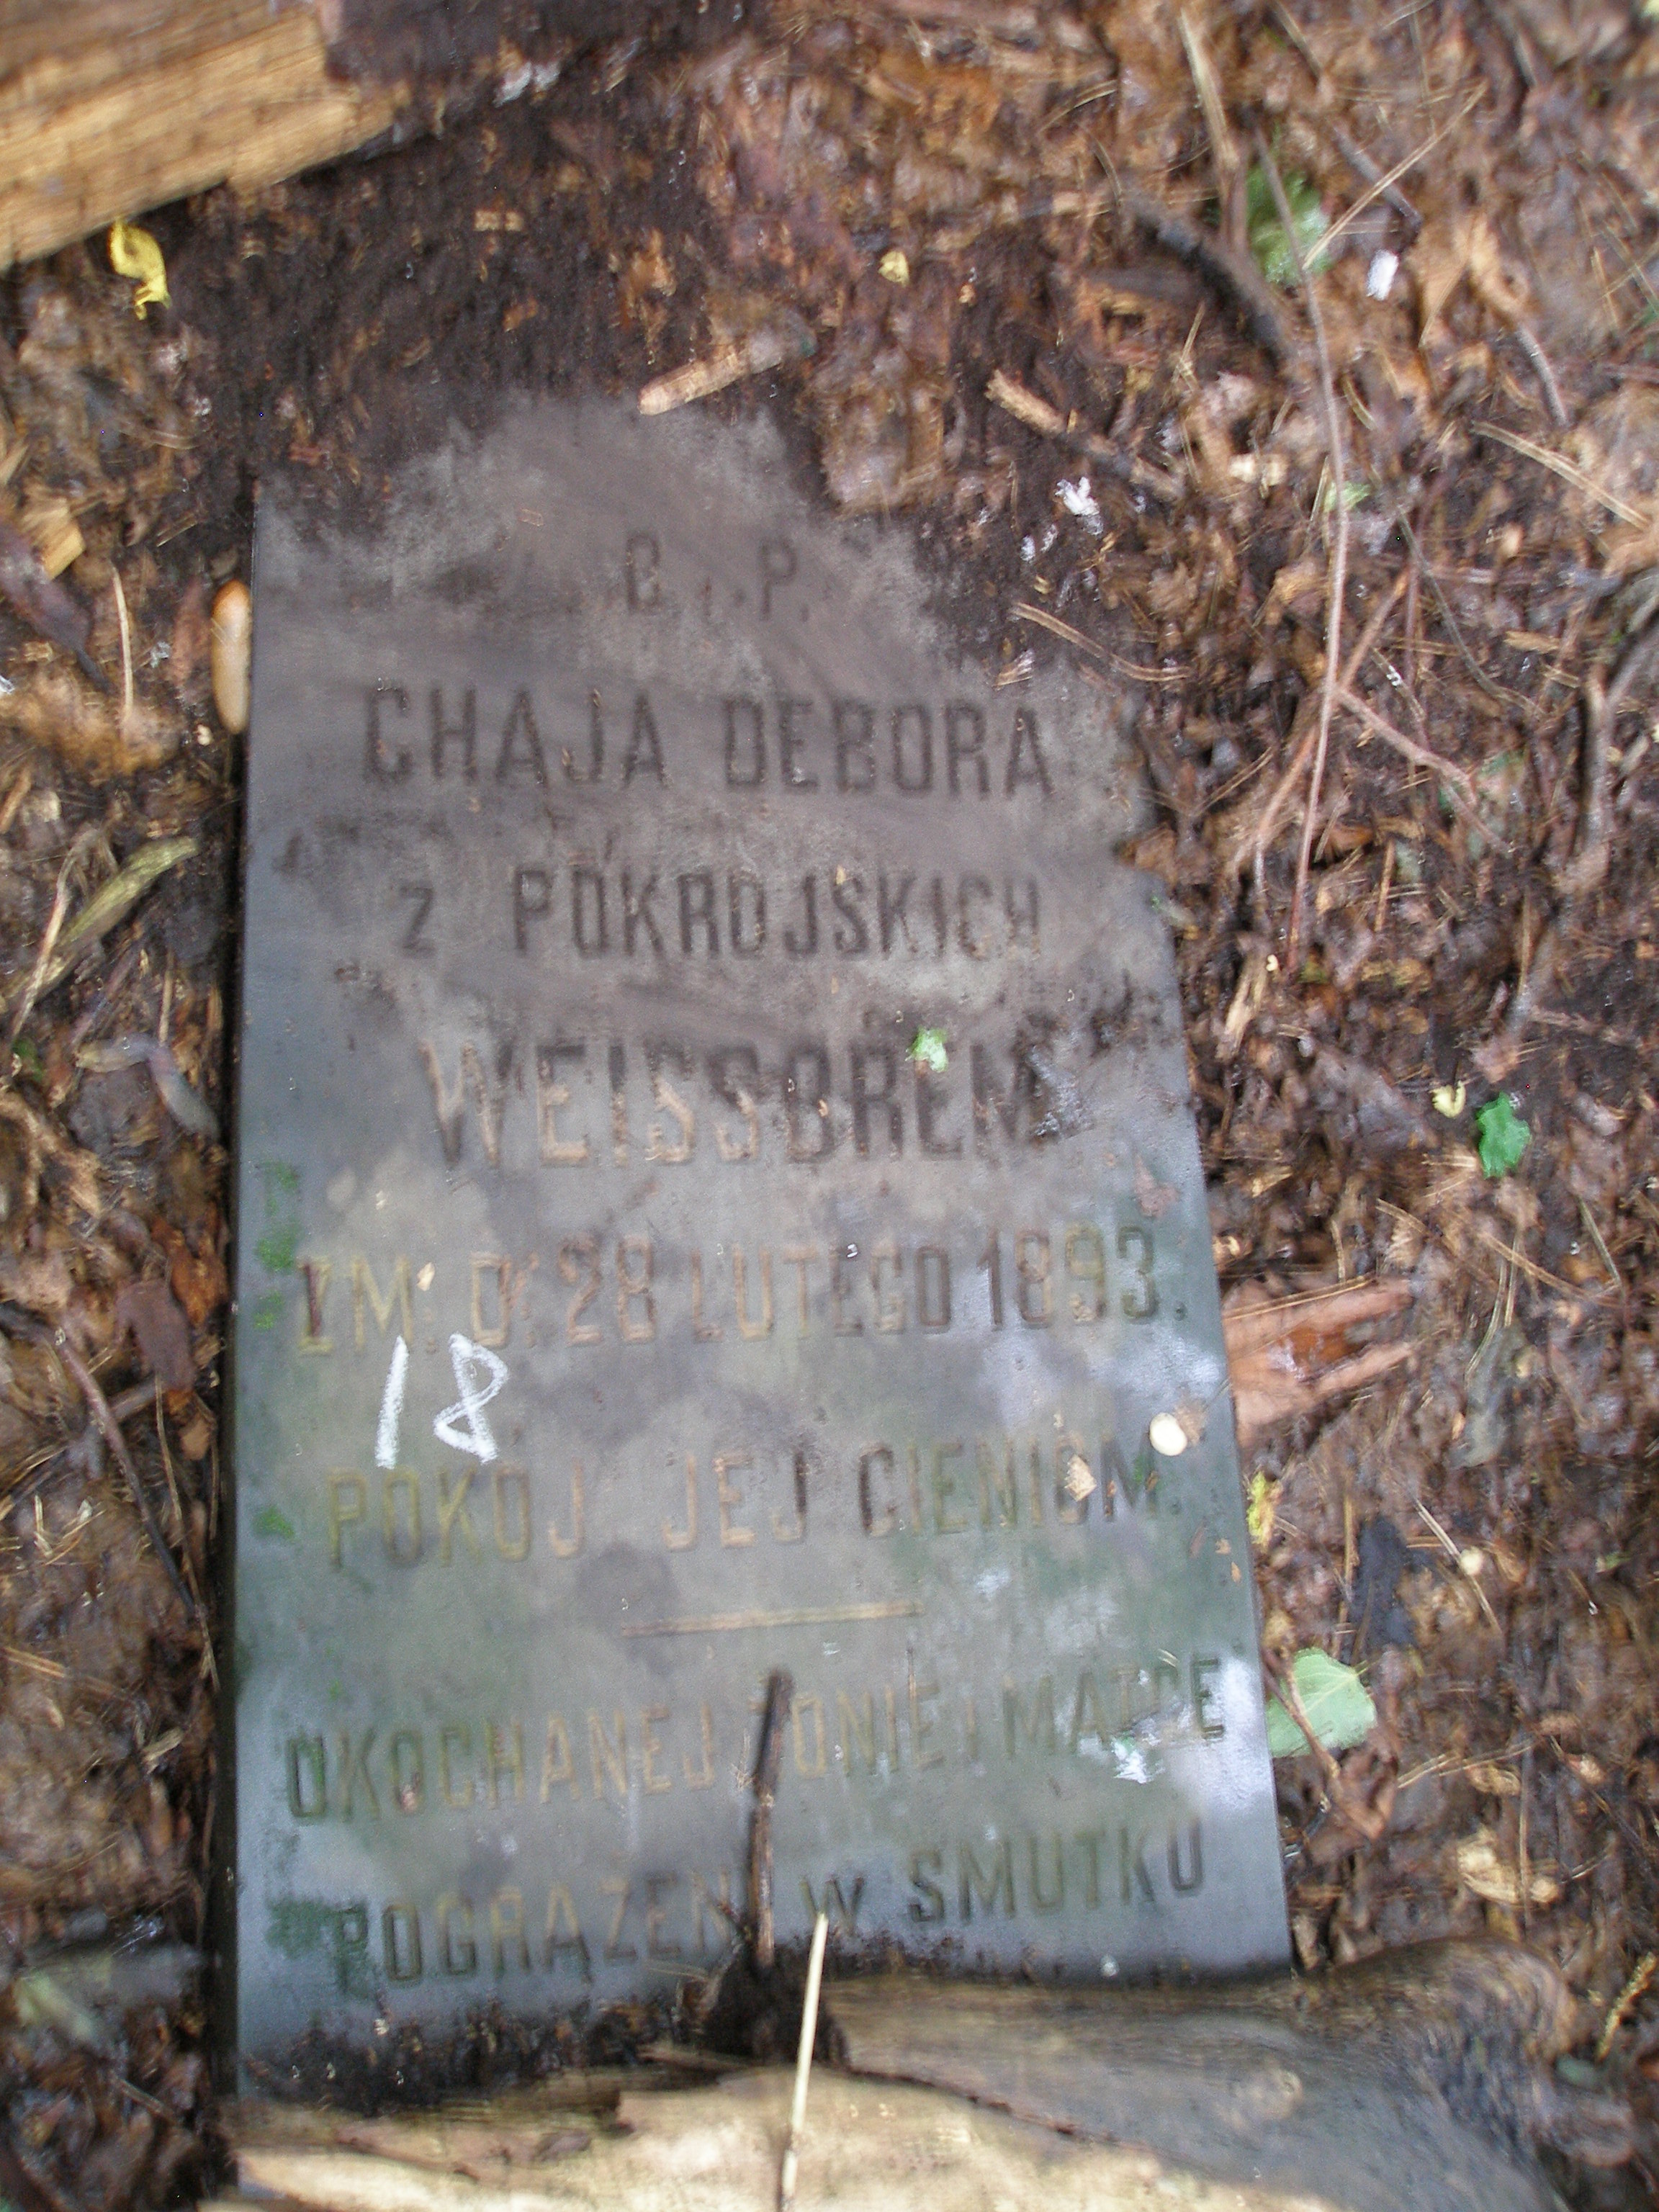 P.
CHAJA DEBORA
z POKROJSKICH
WEISSBREM
ZM. D. 28 LUTEGO 1893.
18
POKÓJ JEJ CIENIOM.
UKOCHANEJ ŻONIE I MATCE
POGRĄŻENI W SMUTKU